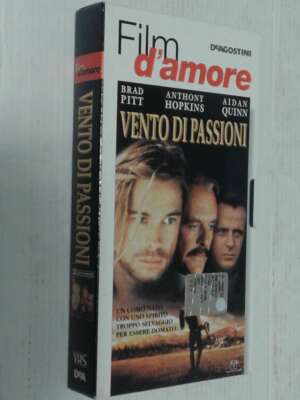 Film
d'amore
DeAGOSTINI
BRAD
PITT
ANTHONY
HOPKINS
AIDAN
QUINN
VENTO DI PASSIONI
UN UOMO NATO
CON UNO SPIRITO
TROPPO SELVAGGIO
PER ESSERE DOMATO.
d'amore
VENTO DI PASSIONI
VHS